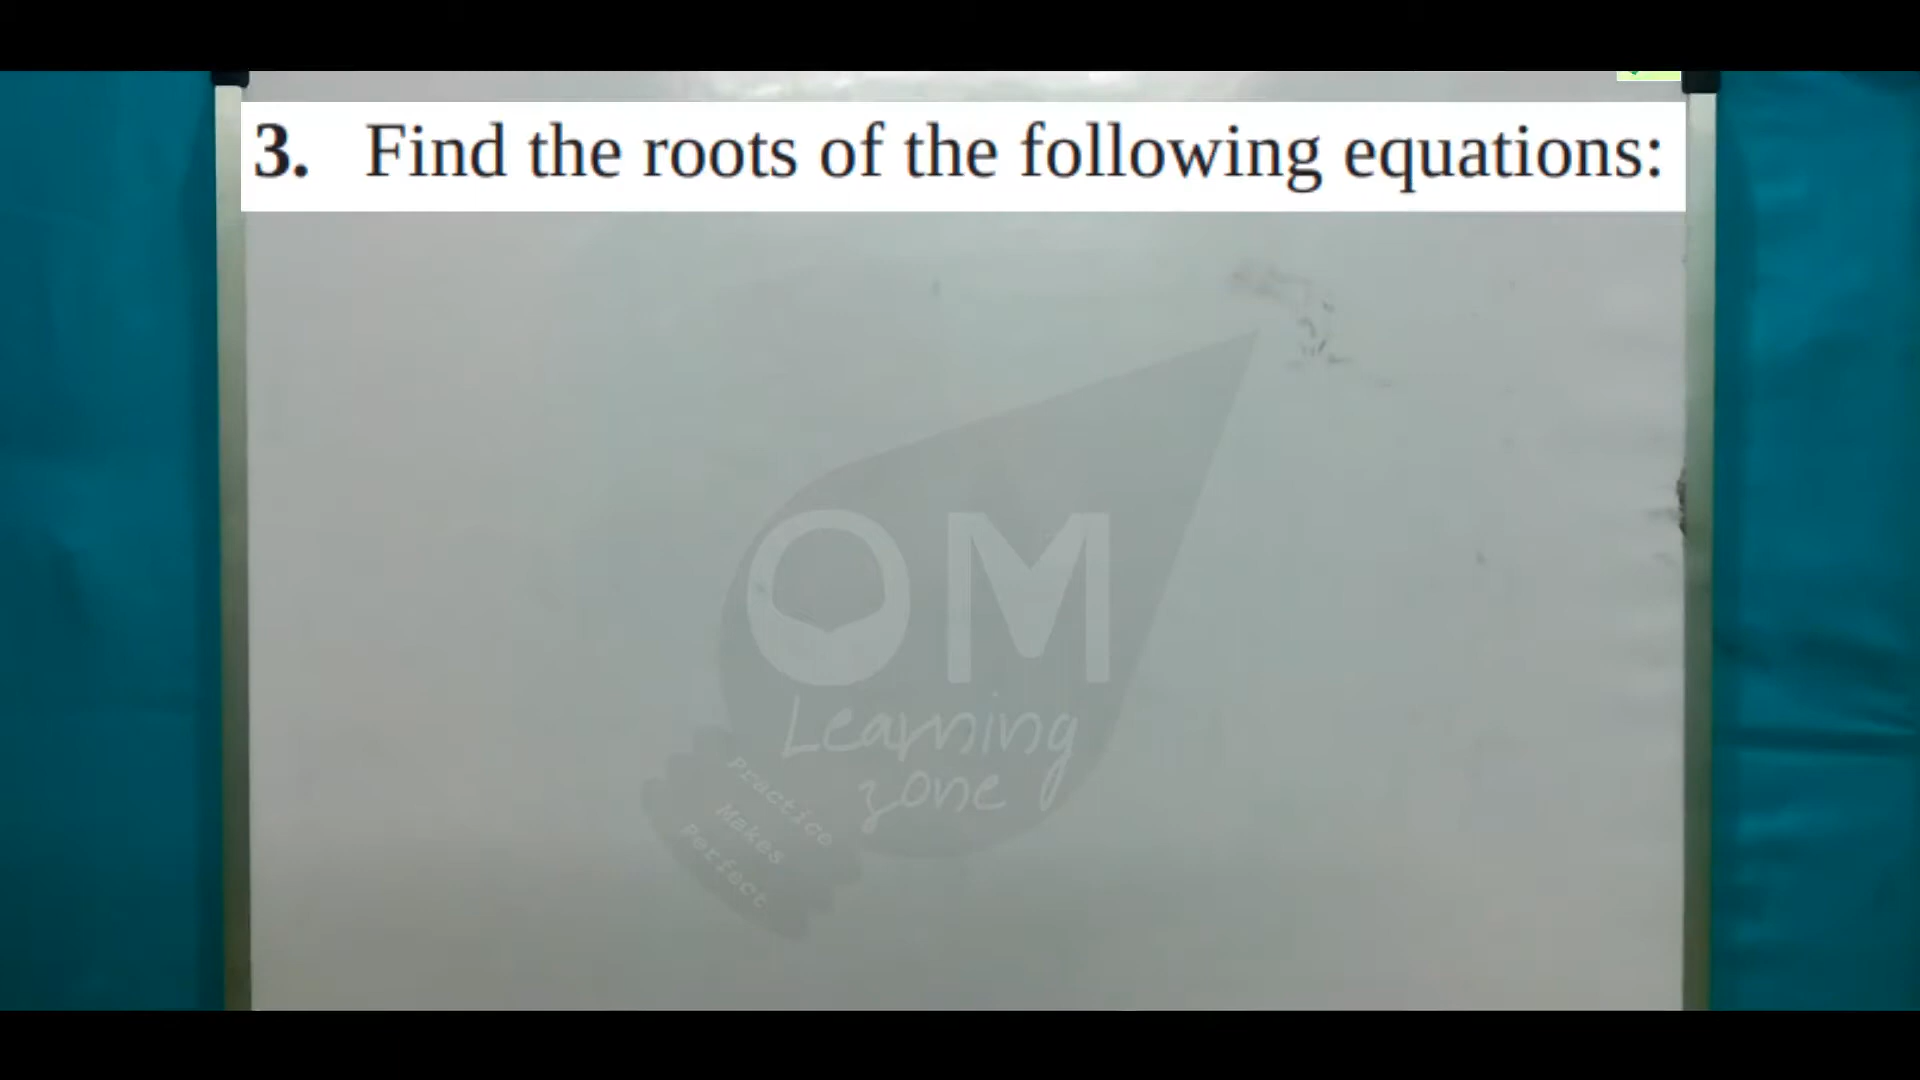 3. Find the roots of the following equations:
OM
Learning
zone
Practice
Makes
Perfect